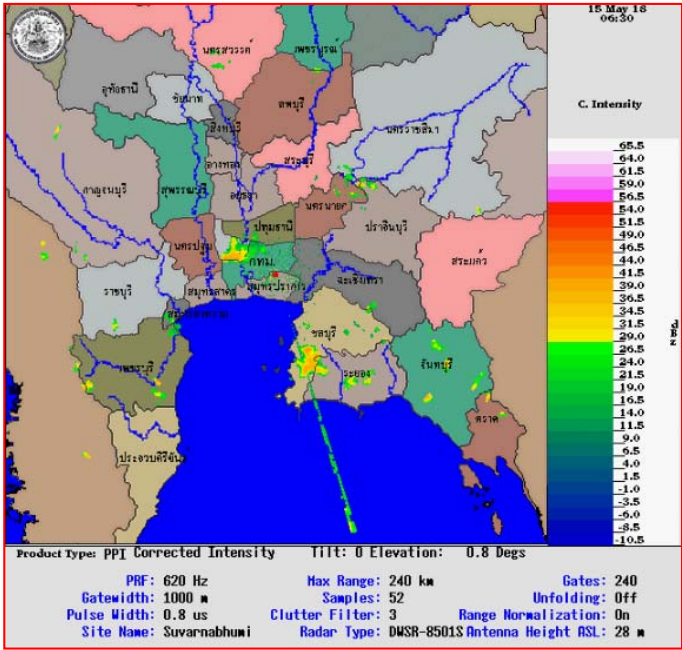 15 May 18
06:30
C. Intensity
65.5
64.0
61.5
59.0
56.5
54.0
51.5
49.0
46.5
44.0
41.5
39.0
36.5
34.0
31.5
29.0
26.5
24.0
21.5
19.0
16.5
14.0
11.5
9.0
6.5
4.0
1.5
-1.0
-3.5
-6.0
-8.5
-10.5
นครสวรรค์
เพชรบูรณ์
อุทัยธานี
ชัยนาท
ลพบุรี
สิงห์บุรี
นครราชสีมา
อ่างทอง
สระบุรี
กาญจนบุรี
สุพรรณบุรี
อยุธยา
นครนายก
ปทุมธานี
ปราจีนบุรี
นครปฐม
กทม.
สระแก้ว
ราชบุรี
สมุทรสาคร
สมุทรปราการ
ฉะเชิงเทรา
สมุทรสงคราม
ชลบุรี
เพชรบุรี
ระยอง
จันทบุรี
ตราด
ประจวบคีรีขันธ์
Product Type: PPI Corrected Intensity Tilt: 0 Elevation: 0.8 Degs
PRF: 620 Hz Max Range: 240 km Gates: 240
Gatewidth: 1000 m Samples: 52 Unfolding: Off
Pulse Width: 0.8 us Clutter Filter: 3 Range Normalization: On
Site Name: Suvarnabhumi Radar Type: DWSR-8501S Antenna Height ASL: 28 m